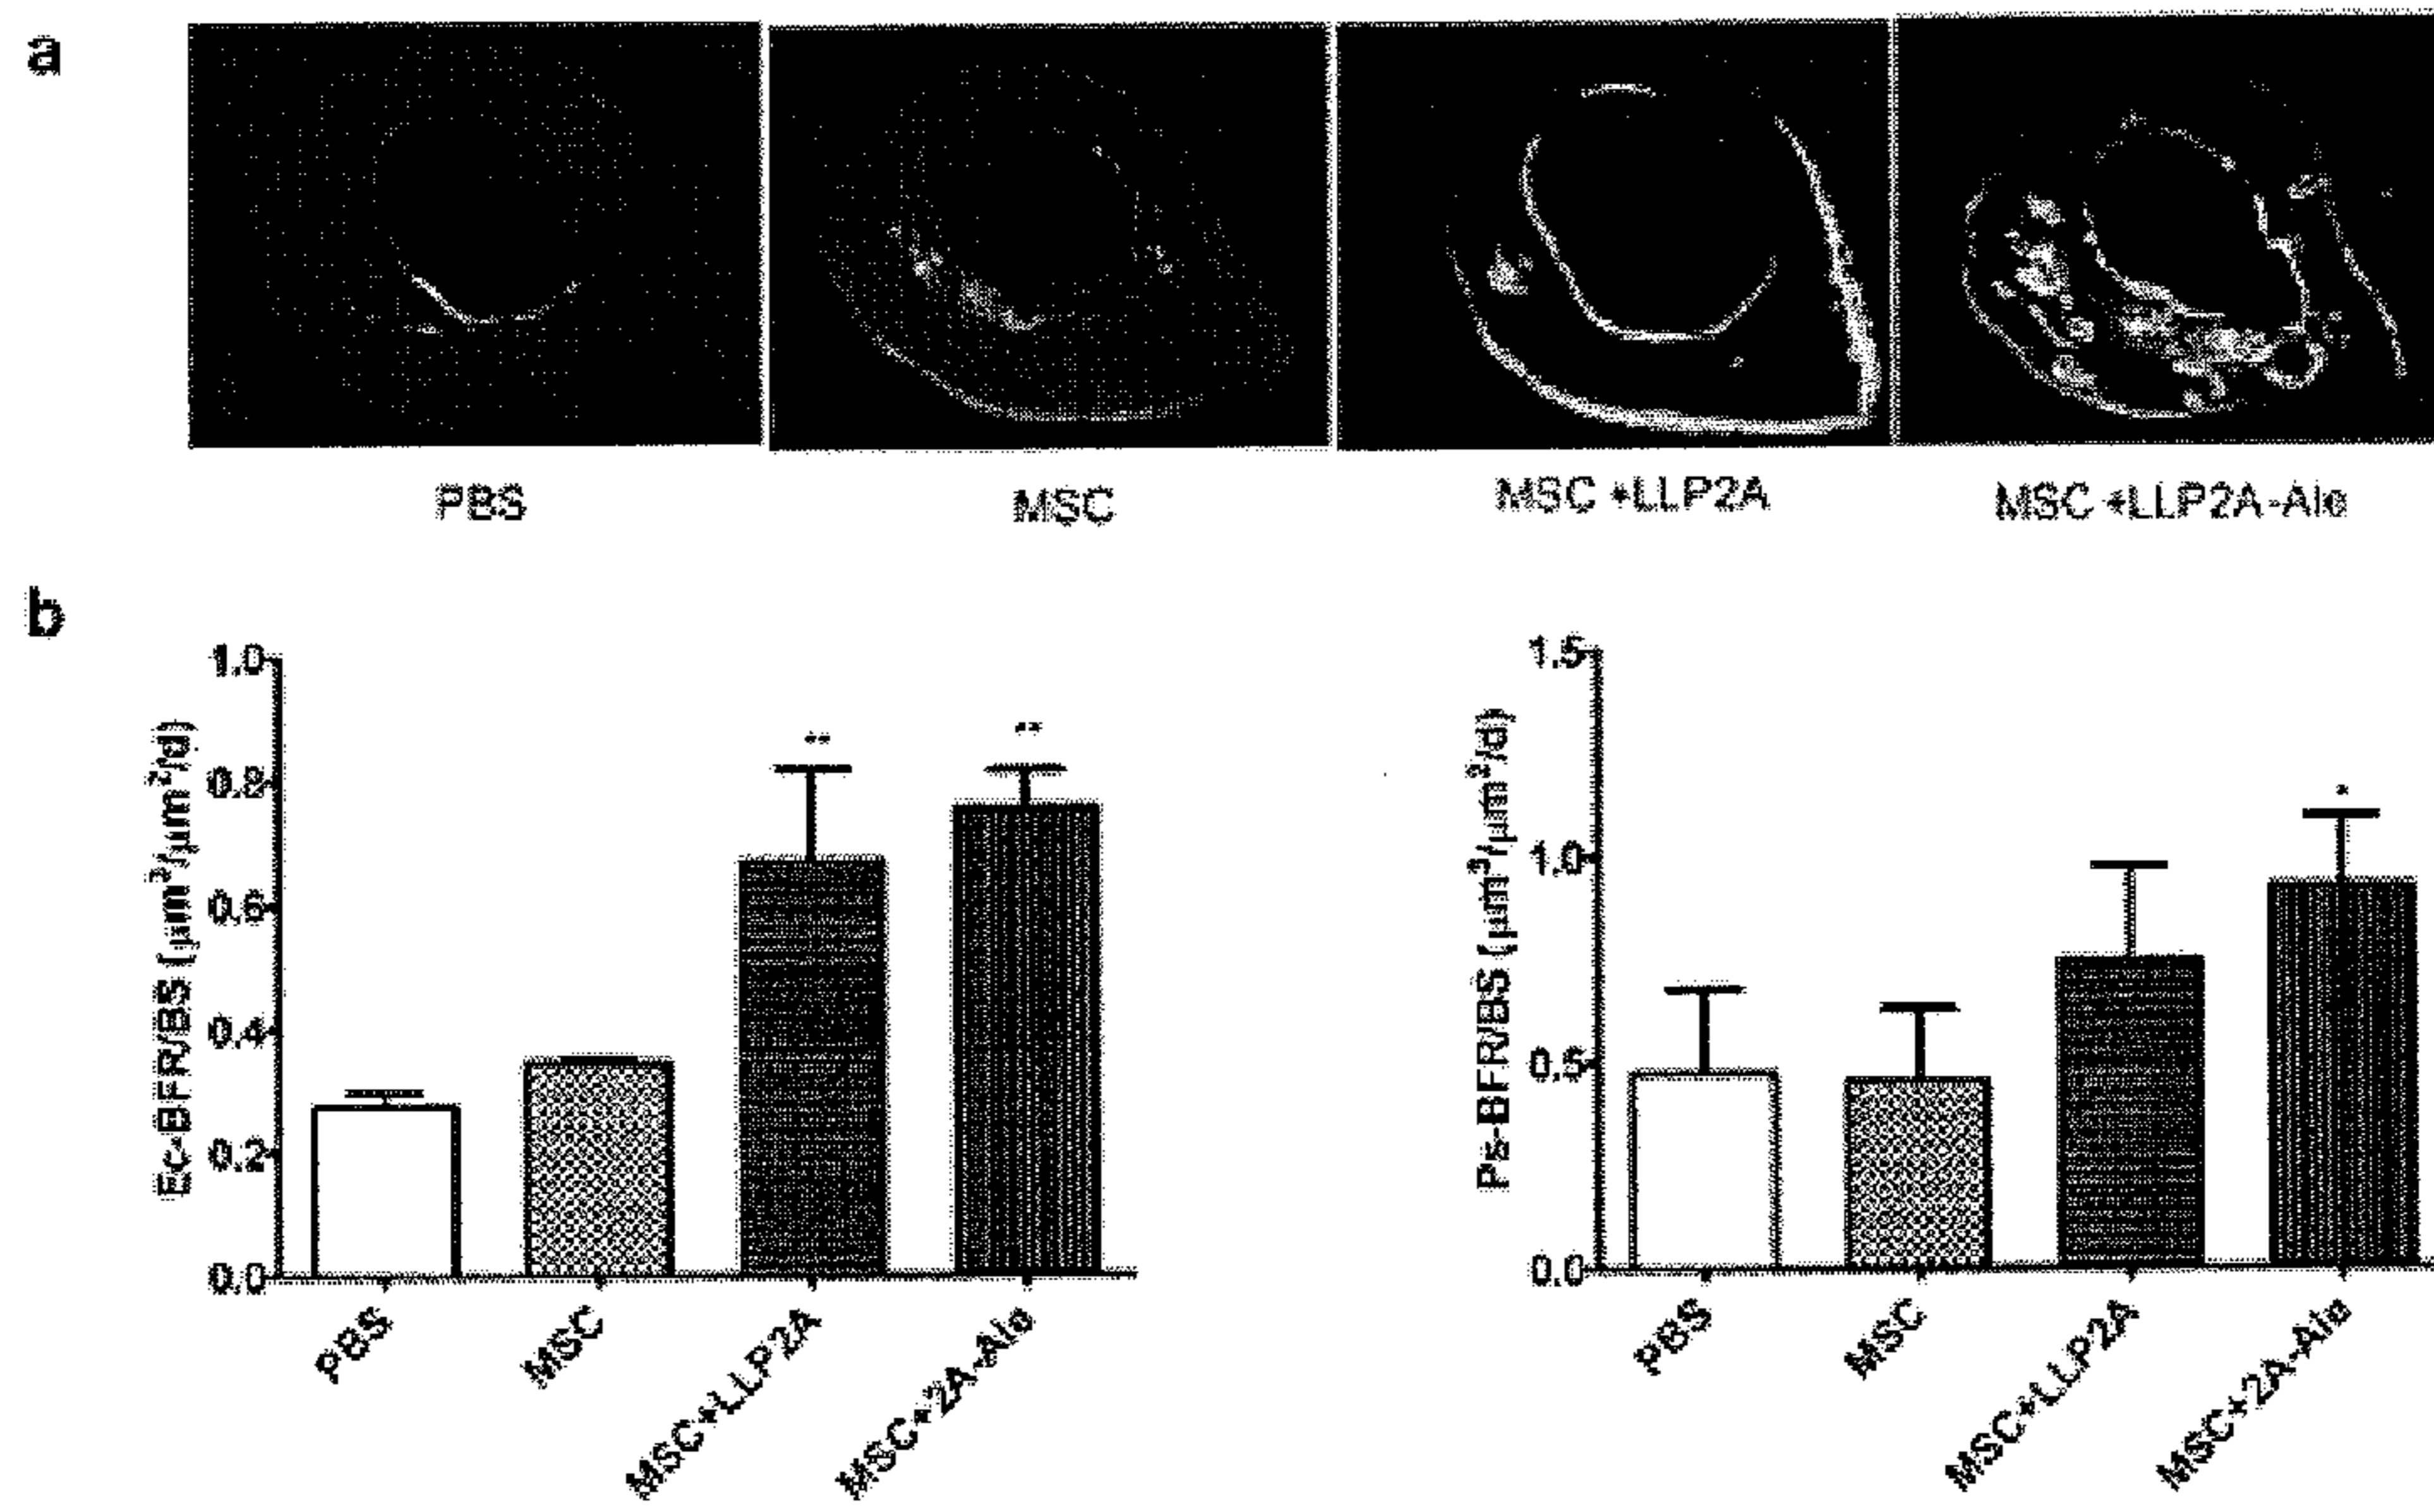 a
PBS
MSC
MSC +LLP2A
MSC +LLP2A-Ale
b
Ec-BFR/BS (μm³/μm²/d)
1.0
0.8
0.6
0.4
0.2
0.0
**
**
PBS
MSC
MSC+LLP2A
MSC+2A-Ale
Ps-BFR/BS (μm³/μm²/d)
1.5
1.0
0.5
0.0
*
PBS
MSC
MSC+LLP2A
MSC+2A-Ale